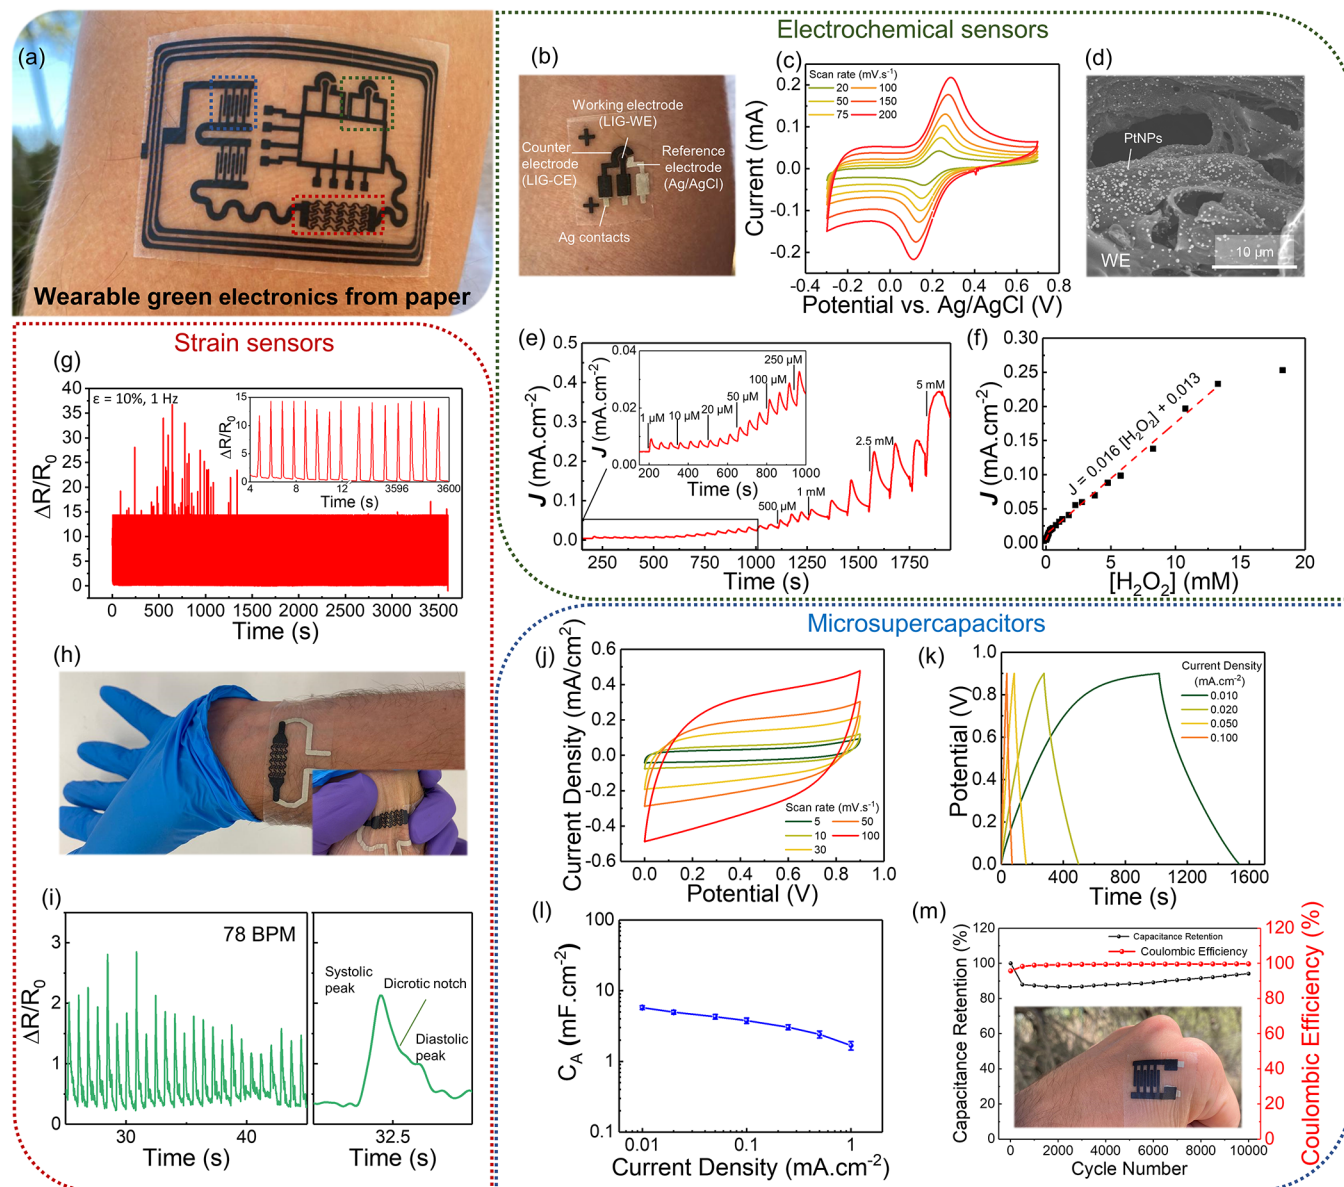 (a)
Wearable green electronics from paper
Electrochemical sensors
(b)
Working electrode
(LIG-WE)
Counter
electrode
(LIG-CE)
Reference
electrode
(Ag/AgCl)
Ag contacts
(c)
Scan rate (mV.s⁻¹)
20 100
50 150
75 200
Current (mA)
0.2
0.1
0.0
-0.1
-0.2
-0.4 -0.2 0.0 0.2 0.4 0.6 0.8
Potential vs. Ag/AgCl (V)
(d)
PtNPs
WE
10 µm
(e)
J (mA.cm⁻²)
0.5
0.4
0.3
0.2
0.1
0.0
150 450 750 1000 1250 1500 1750
Time (s)
J (mA.cm⁻²)
0.04
0.02
0.00
200 400 600 800 1000
Time (s)
1 µM
10 µM
20 µM
50 µM
100 µM
250 µM
500 µM
1 mM
2.5 mM
5 mM
(f)
J (mA.cm⁻²)
0.30
0.25
0.20
0.15
0.10
0.05
0.00
J = 0.016 [H₂O₂] + 0.013
0 5 10 15 20
[H₂O₂] (mM)
Strain sensors
(g)
ε = 10%, 1 Hz
ΔR/R₀
40
35
30
25
20
15
10
5
0
0 500 1000 1500 2000 2500 3000 3500
Time (s)
ΔR/R₀
15
10
5
0
4 8 12 3596 3600
Time (s)
(h)
(i)
78 BPM
ΔR/R₀
3
2
1
0
30 40
Time (s)
Systolic
peak
Dicrotic notch
Diastolic
peak
32.5
Time (s)
Microsupercapacitors
(j)
Current Density (mA/cm²)
0.6
0.4
0.2
0.0
-0.2
-0.4
-0.6
Scan rate (mV.s⁻¹)
5 50
10 100
30
0.0 0.2 0.4 0.6 0.8 1.0
Potential (V)
(k)
Potential (V)
1.0
0.8
0.6
0.4
0.2
0.0
Current Density
(mA.cm⁻²)
0.010
0.020
0.050
0.100
0 400 800 1200 1600
Time (s)
(l)
C_A (mF.cm⁻²)
100
10
1
0.1
0.01 0.1 1
Current Density (mA.cm⁻²)
(m)
Capacitance Retention (%)
120
100
80
60
40
20
0
Capacitance Retention
Coulombic Efficiency
0 2000 4000 6000 8000 10000
Cycle Number
120
100
80
60
40
20
0
Coulombic Efficiency (%)